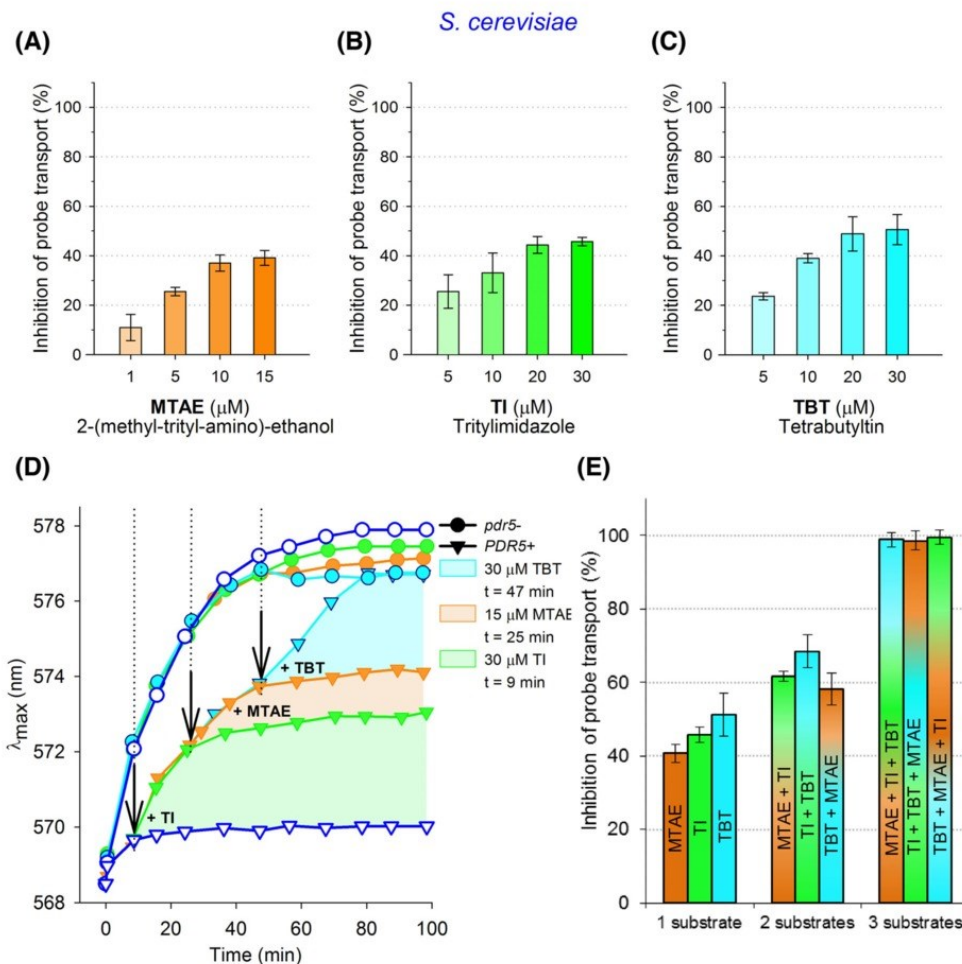 S. cerevisiae
(A)
(B)
(C)
Inhibition of probe transport (%)
100
80
60
40
20
0
1 5 10 15
MTAE (μM)
2-(methyl-trityl-amino)-ethanol
Inhibition of probe transport (%)
100
80
60
40
20
0
5 10 20 30
TI (μM)
Tritylimidazole
Inhibition of probe transport (%)
100
80
60
40
20
0
5 10 20 30
TBT (μM)
Tetrabutyltin
(D)
λmax (nm)
578
576
574
572
570
568
0 20 40 60 80 100
Time (min)
+ TI
+ MTAE
+ TBT
pdr5-
PDR5+
30 μM TBT
t = 47 min
15 μM MTAE
t = 25 min
30 μM TI
t = 9 min
(E)
Inhibition of probe transport (%)
100
80
60
40
20
0
MTAE
TI
TBT
MTAE + TI
TI + TBT
TBT + MTAE
MTAE + TI + TBT
TI + TBT + MTAE
TBT + MTAE + TI
1 substrate 2 substrates 3 substrates